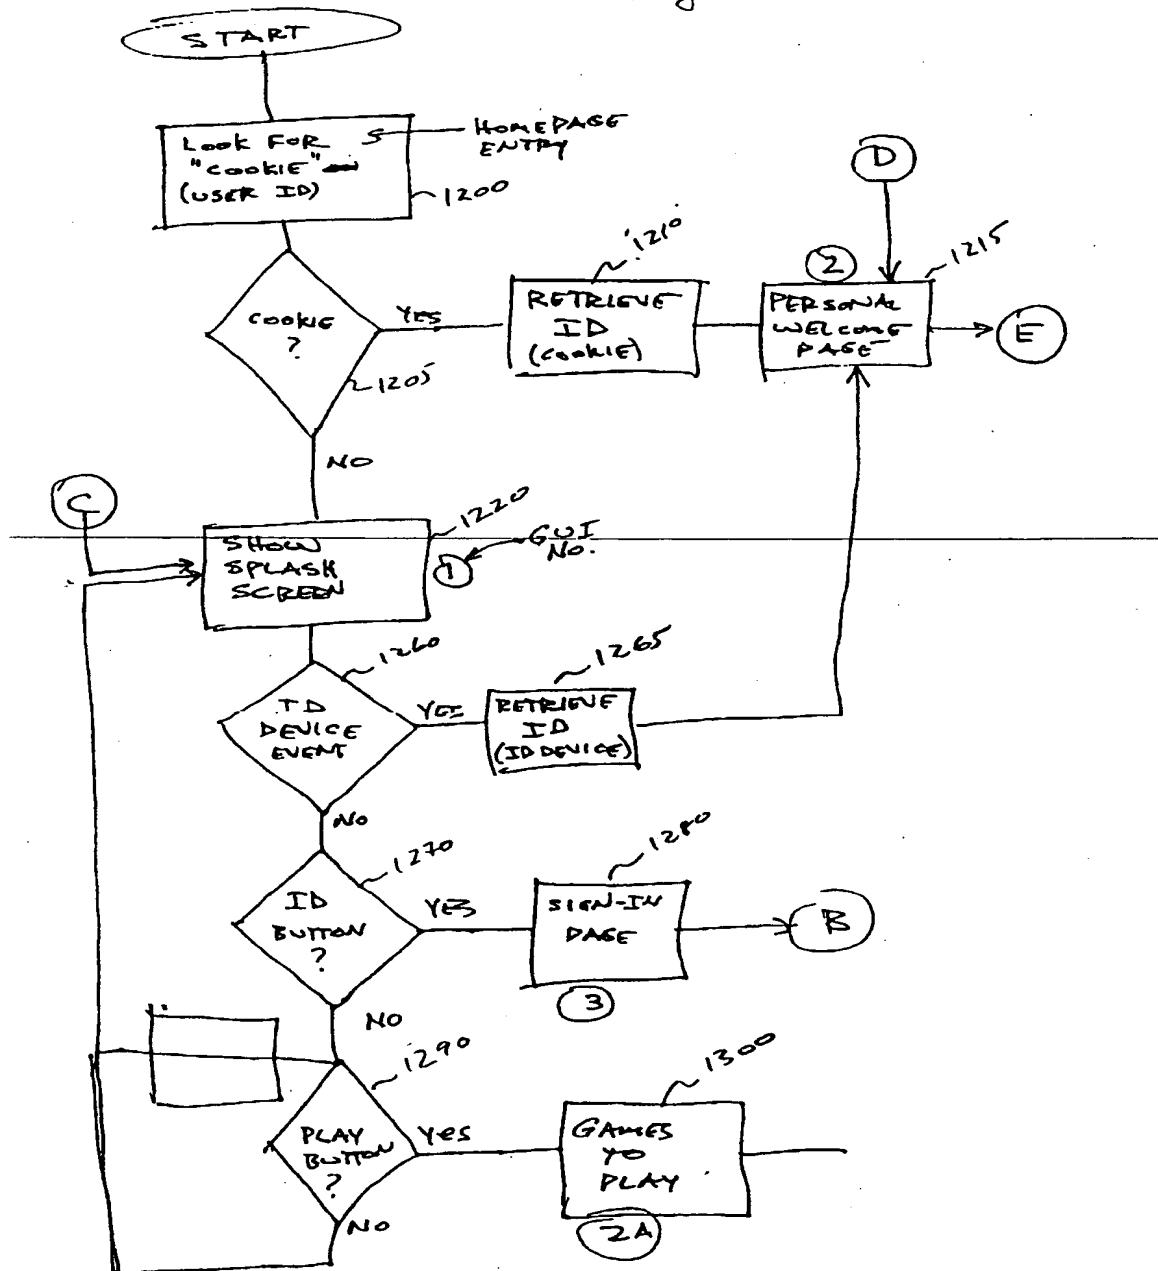 START
LOOK FOR
"COOKIE"
(USER ID)
HOMEPAGE
ENTRY
1200
D
COOKIE
?
YES
1205
NO
1210
RETRIEVE
ID
(COOKIE)
2
1215
PERSONAL
WELCOME
PAGE
E
C
1220
SHOW
SPLASH
SCREEN
1
GUI
NO.
1260
ID
DEVICE
EVENT
YES
NO
1265
RETRIEVE
ID
(ID DEVICE)
1270
ID
BUTTON
?
YES
NO
1280
SIGN-IN
PAGE
3
B
1290
PLAY
BUTTON
?
YES
NO
1300
GAMES
TO
PLAY
2A